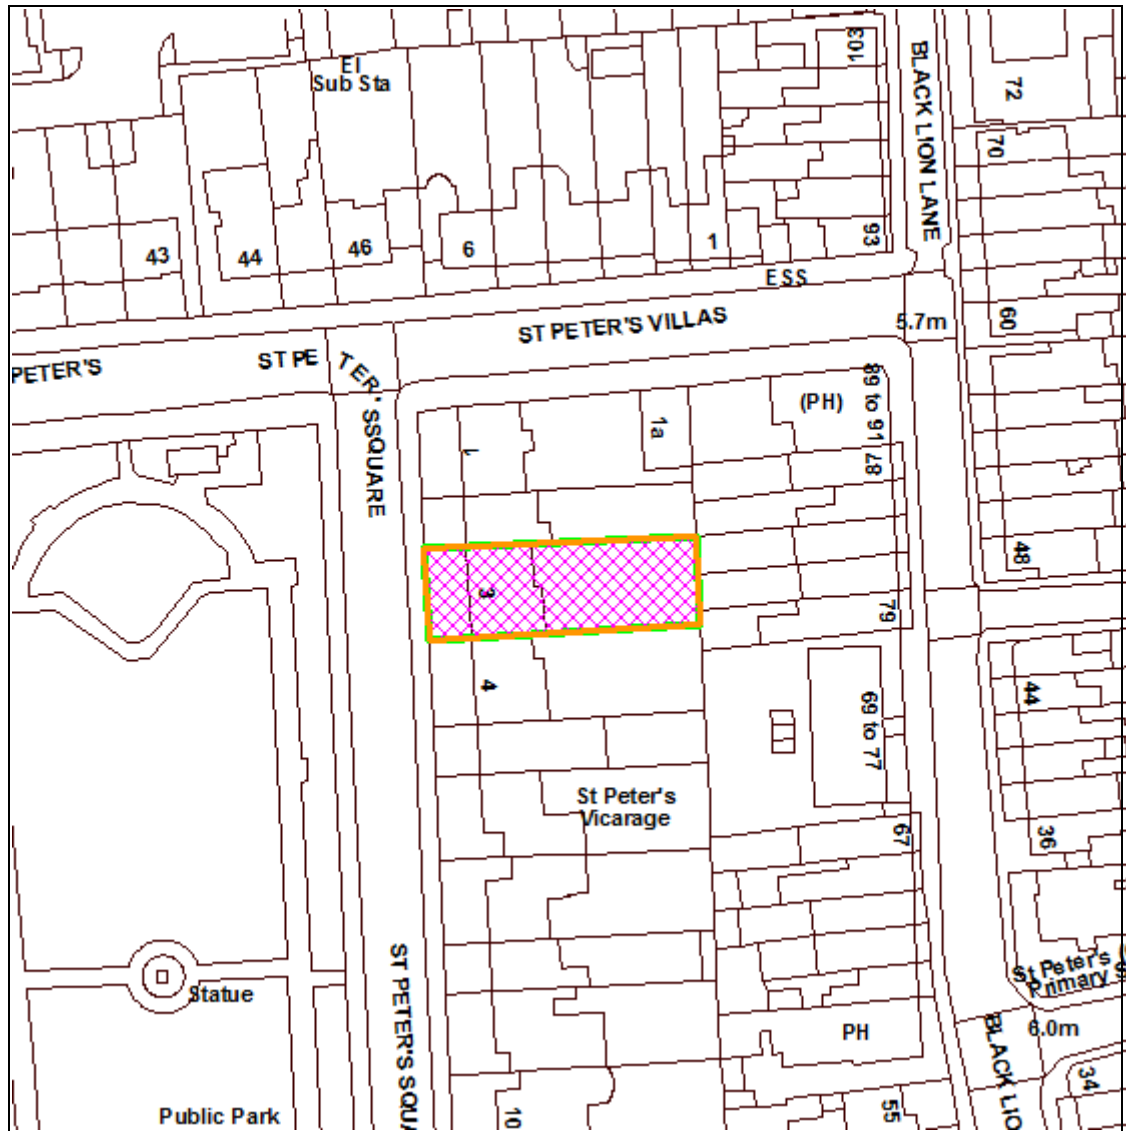 103
El
Sub Sta
BLACK LION LANE
72
70
43
44
46
6
1
93
ESS
60
5.7m
ST PETER'S VILLAS
PETER'S
ST PE
TER' SSQUARE
89 to 91
(PH)
1a
1
87
48
3
79
4
44
69 to 77
St Peter's
Vicarage
67
36
ST PETER'S SQUA
Statue
St Peter's
Primary S
PH
6.0m
BLACK LIO
34
Public Park
10
55